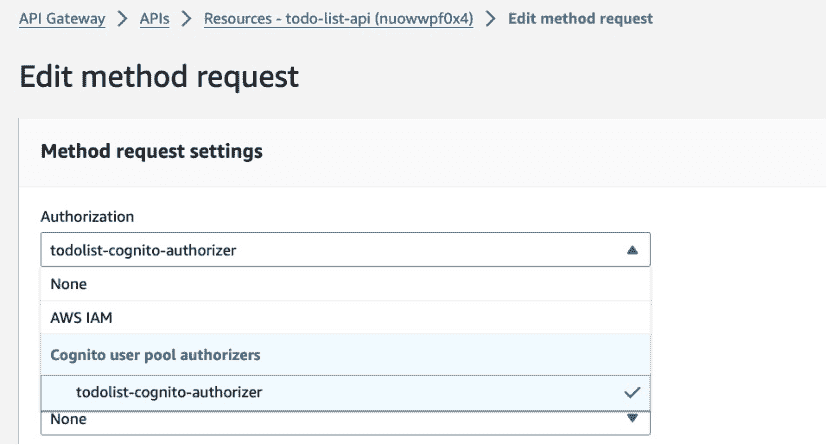 API Gateway > APIs > Resources - todo-list-api (nuowwpf0x4) > Edit method request
Edit method request
Method request settings
Authorization
todolist-cognito-authorizer
None
AWS IAM
Cognito user pool authorizers
todolist-cognito-authorizer
None